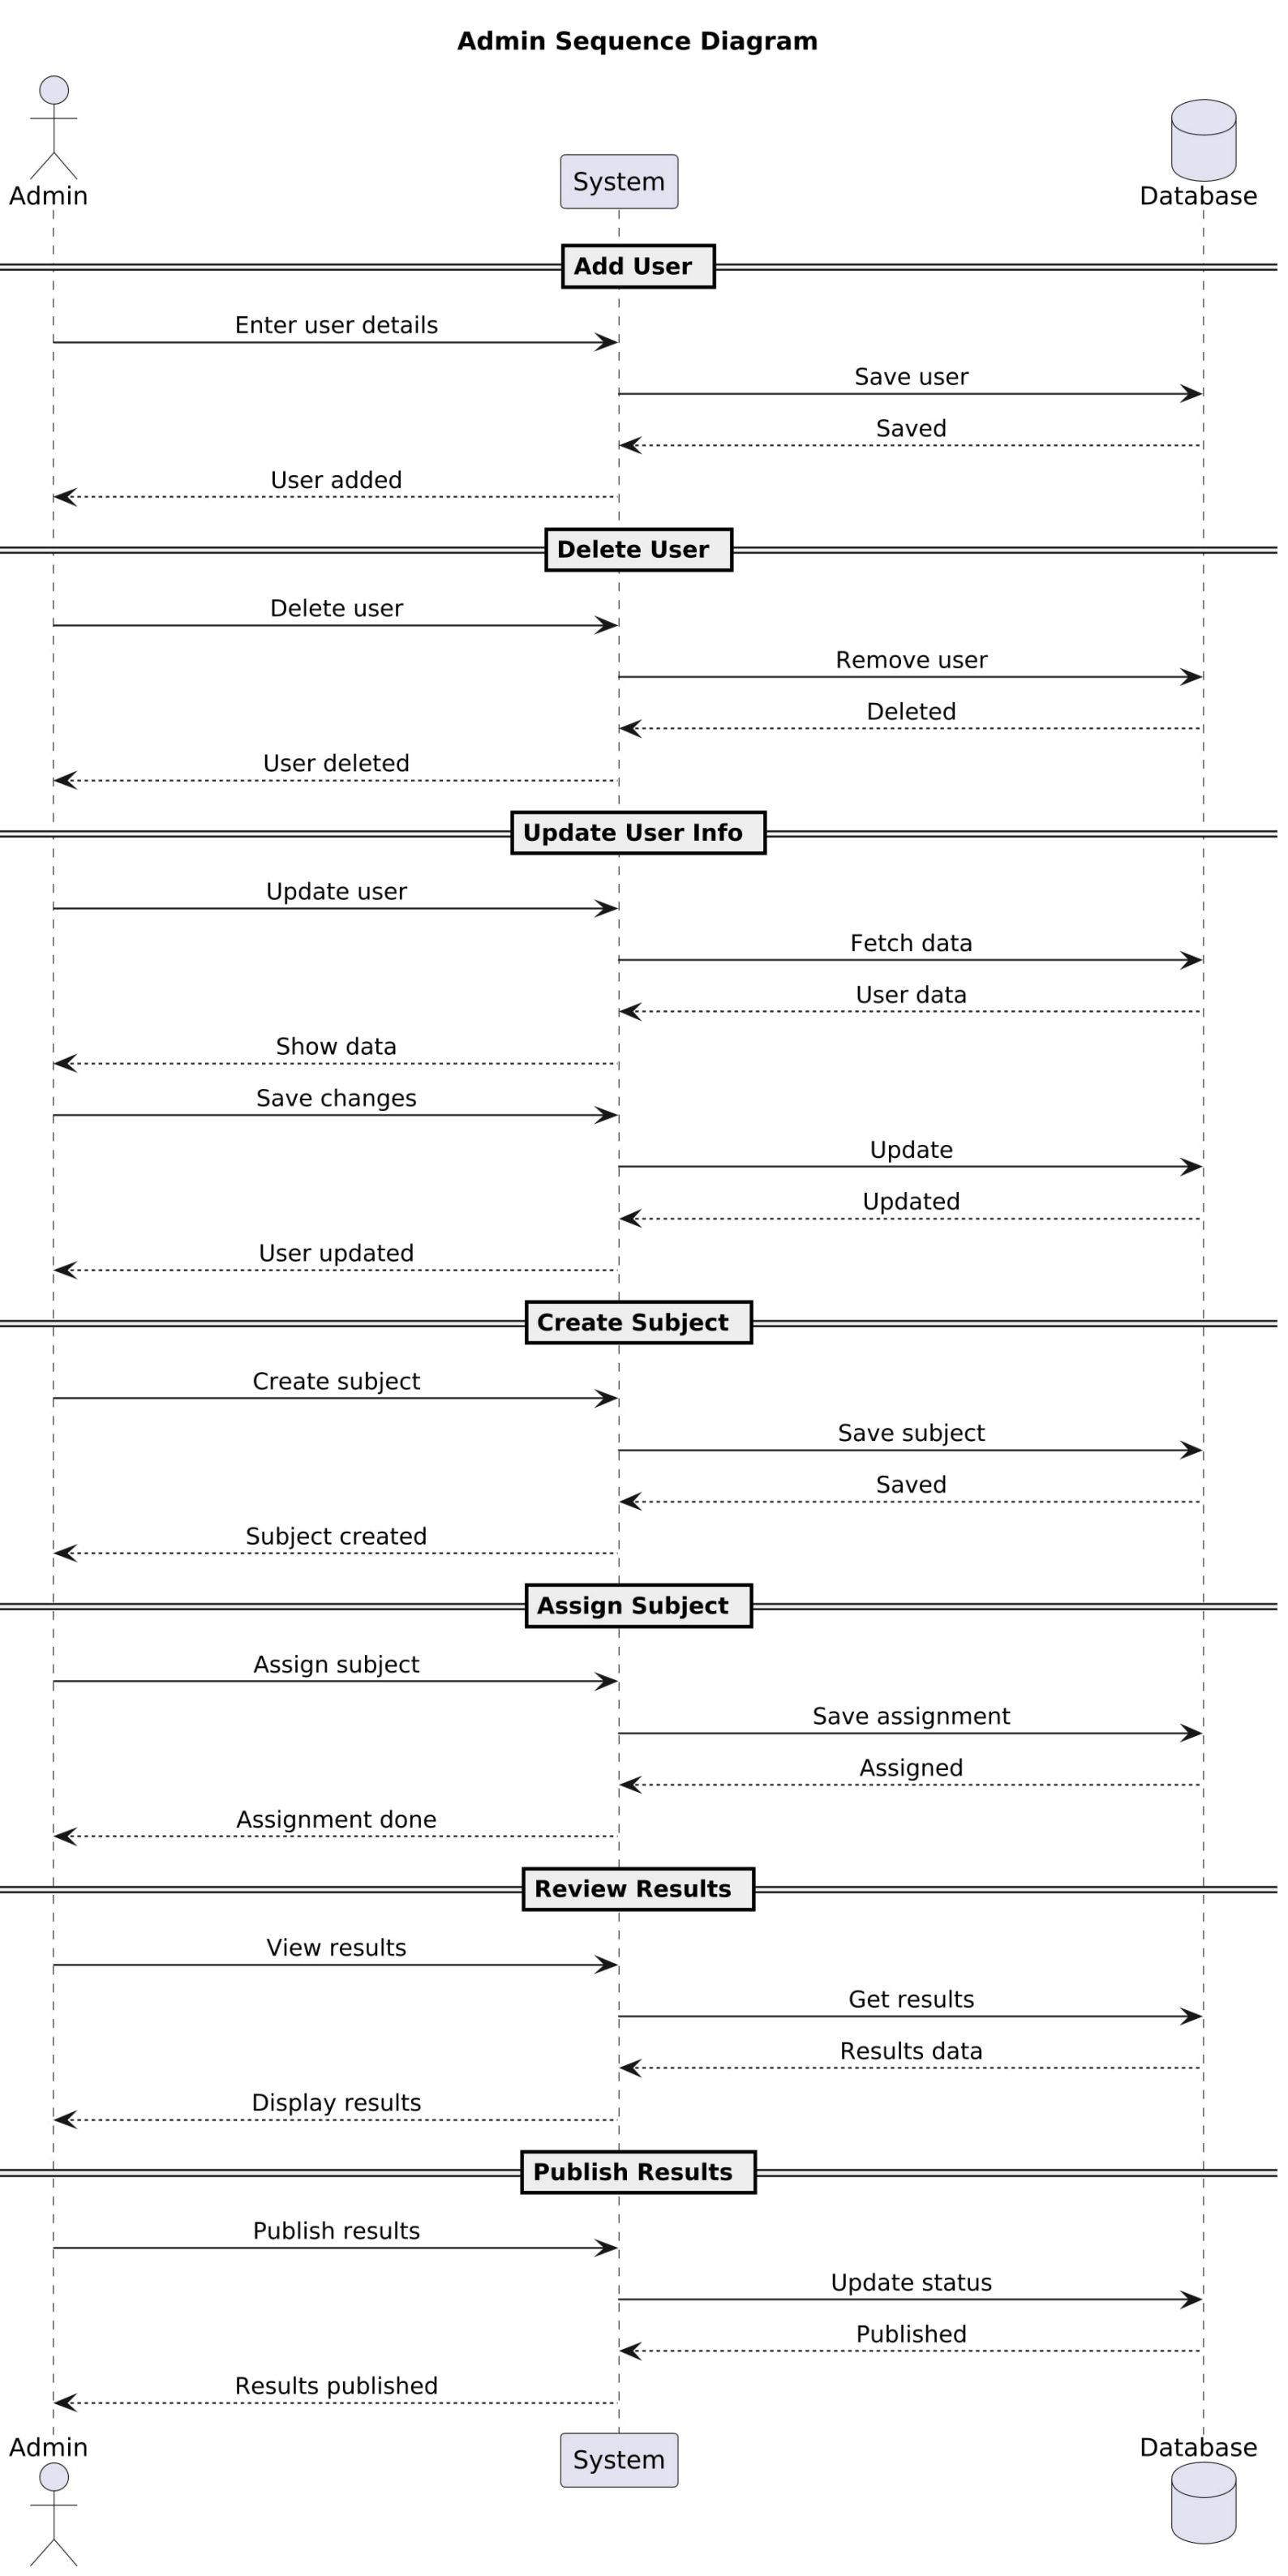 Admin Sequence Diagram
Admin
System
Database
Add User
Enter user details
Save user
Saved
User added
Delete User
Delete user
Remove user
Deleted
User deleted
Update User Info
Update user
Fetch data
User data
Show data
Save changes
Update
Updated
User updated
Create Subject
Create subject
Save subject
Saved
Subject created
Assign Subject
Assign subject
Save assignment
Assigned
Assignment done
Review Results
View results
Get results
Results data
Display results
Publish Results
Publish results
Update status
Published
Results published
Admin
System
Database